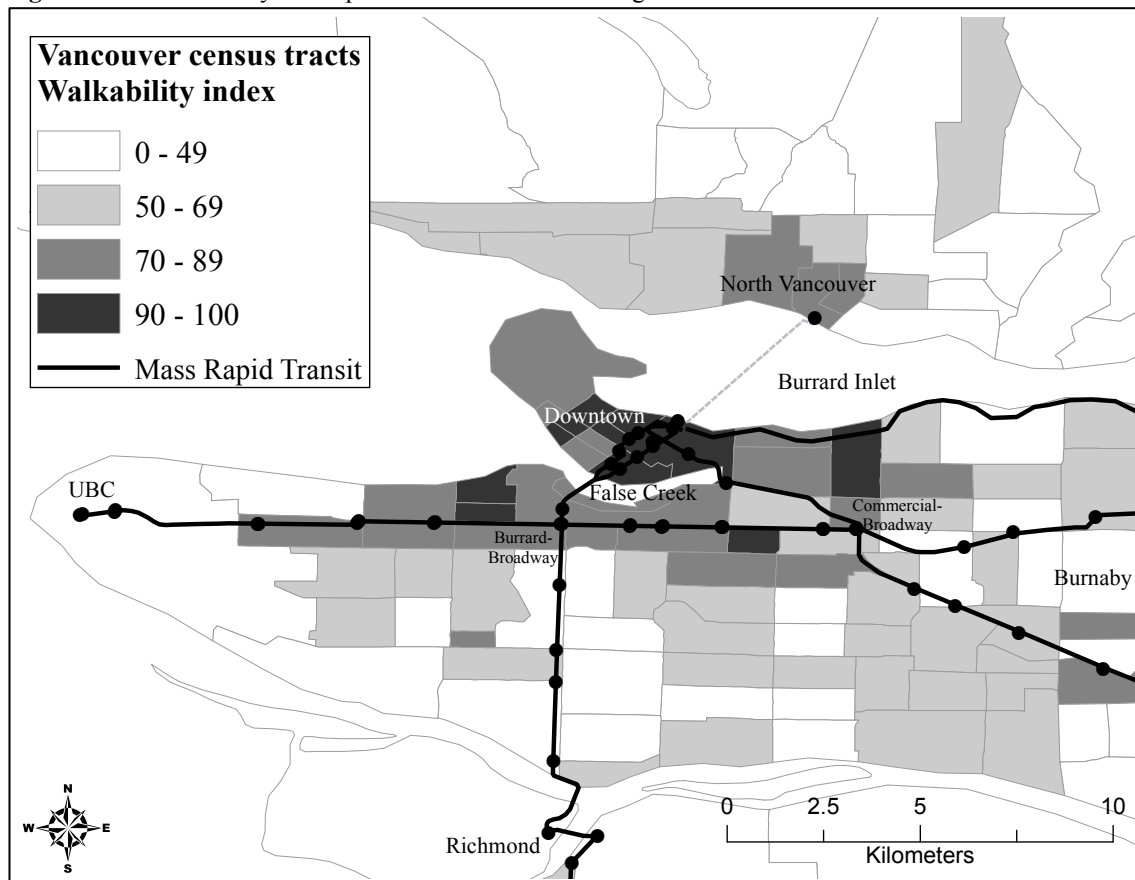 Vancouver census tracts
Walkability index
0 - 49
50 - 69
70 - 89
90 - 100
Mass Rapid Transit
North Vancouver
Burrard Inlet
Downtown
UBC
False Creek
Commercial-
Broadway
Burrard-
Broadway
Burnaby
N
W
E
S
0
2.5
5
10
Kilometers
Richmond